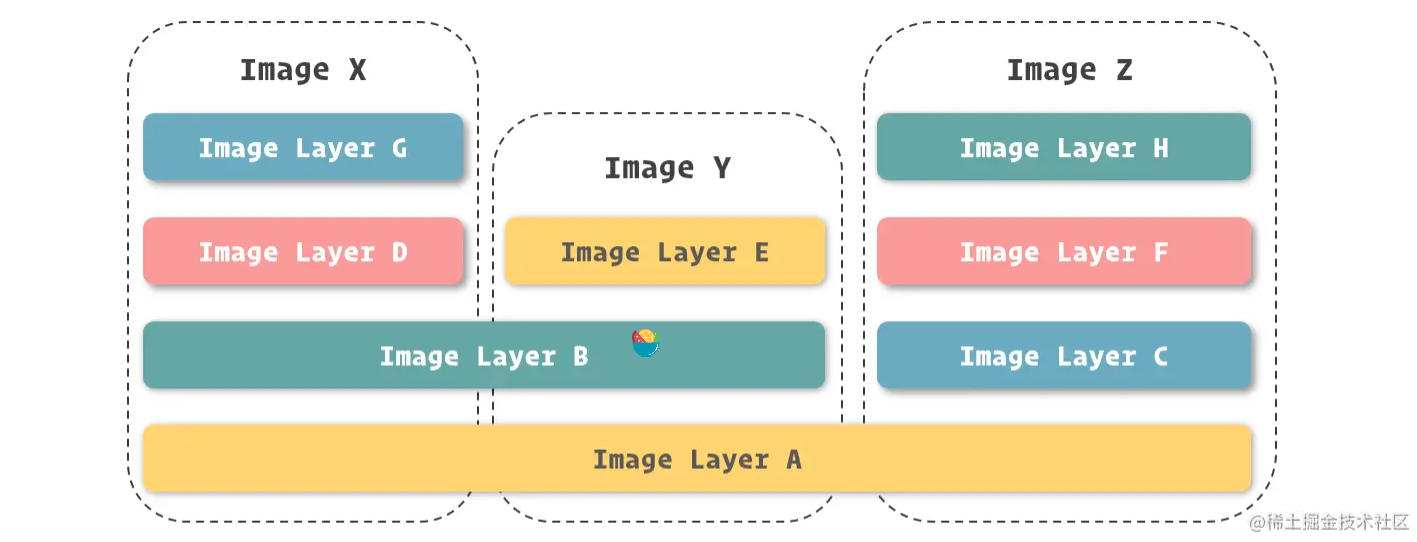 Image X
Image Z
Image Layer G
Image Layer H
Image Y
Image Layer D
Image Layer E
Image Layer F
Image Layer B
Image Layer C
Image Layer A
@稀土掘金技术社区